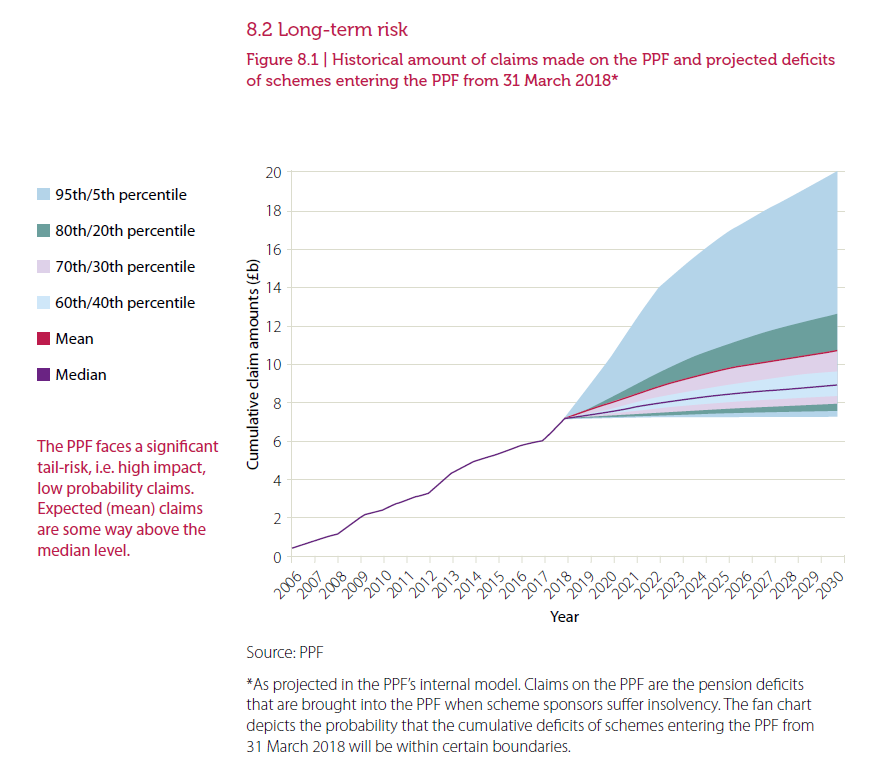 8.2 Long-term risk
Figure 8.1 | Historical amount of claims made on the PPF and projected deficits
of schemes entering the PPF from 31 March 2018*
95th/5th percentile
80th/20th percentile
70th/30th percentile
60th/40th percentile
Mean
Median
The PPF faces a significant
tail-risk, i.e. high impact,
low probability claims.
Expected (mean) claims
are some way above the
median level.
Cumulative claim amounts (£b)
20
18
16
14
12
10
8
6
4
2
0
2006
2007
2008
2009
2010
2011
2012
2013
2014
2015
2016
2017
2018
2019
2020
2021
2022
2023
2024
2025
2026
2027
2028
2029
2030
Year
Source: PPF
*As projected in the PPF's internal model. Claims on the PPF are the pension deficits
that are brought into the PPF when scheme sponsors suffer insolvency. The fan chart
depicts the probability that the cumulative deficits of schemes entering the PPF from
31 March 2018 will be within certain boundaries.